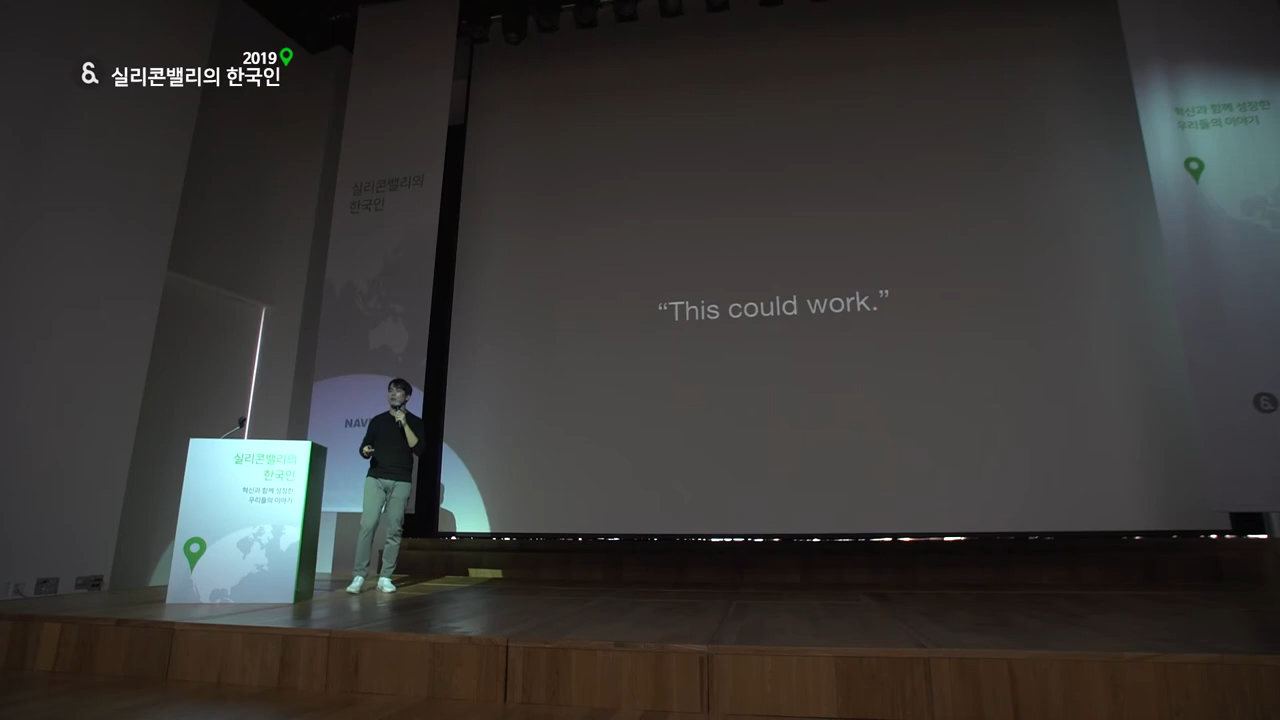 2019
& 실리콘밸리의 한국인
실리콘밸리의
한국인
“This could work.”
혁신과 함께 성장한
우리들의 이야기
&
실리콘밸리의
한국인
혁신과 함께 성장한
우리들의 이야기